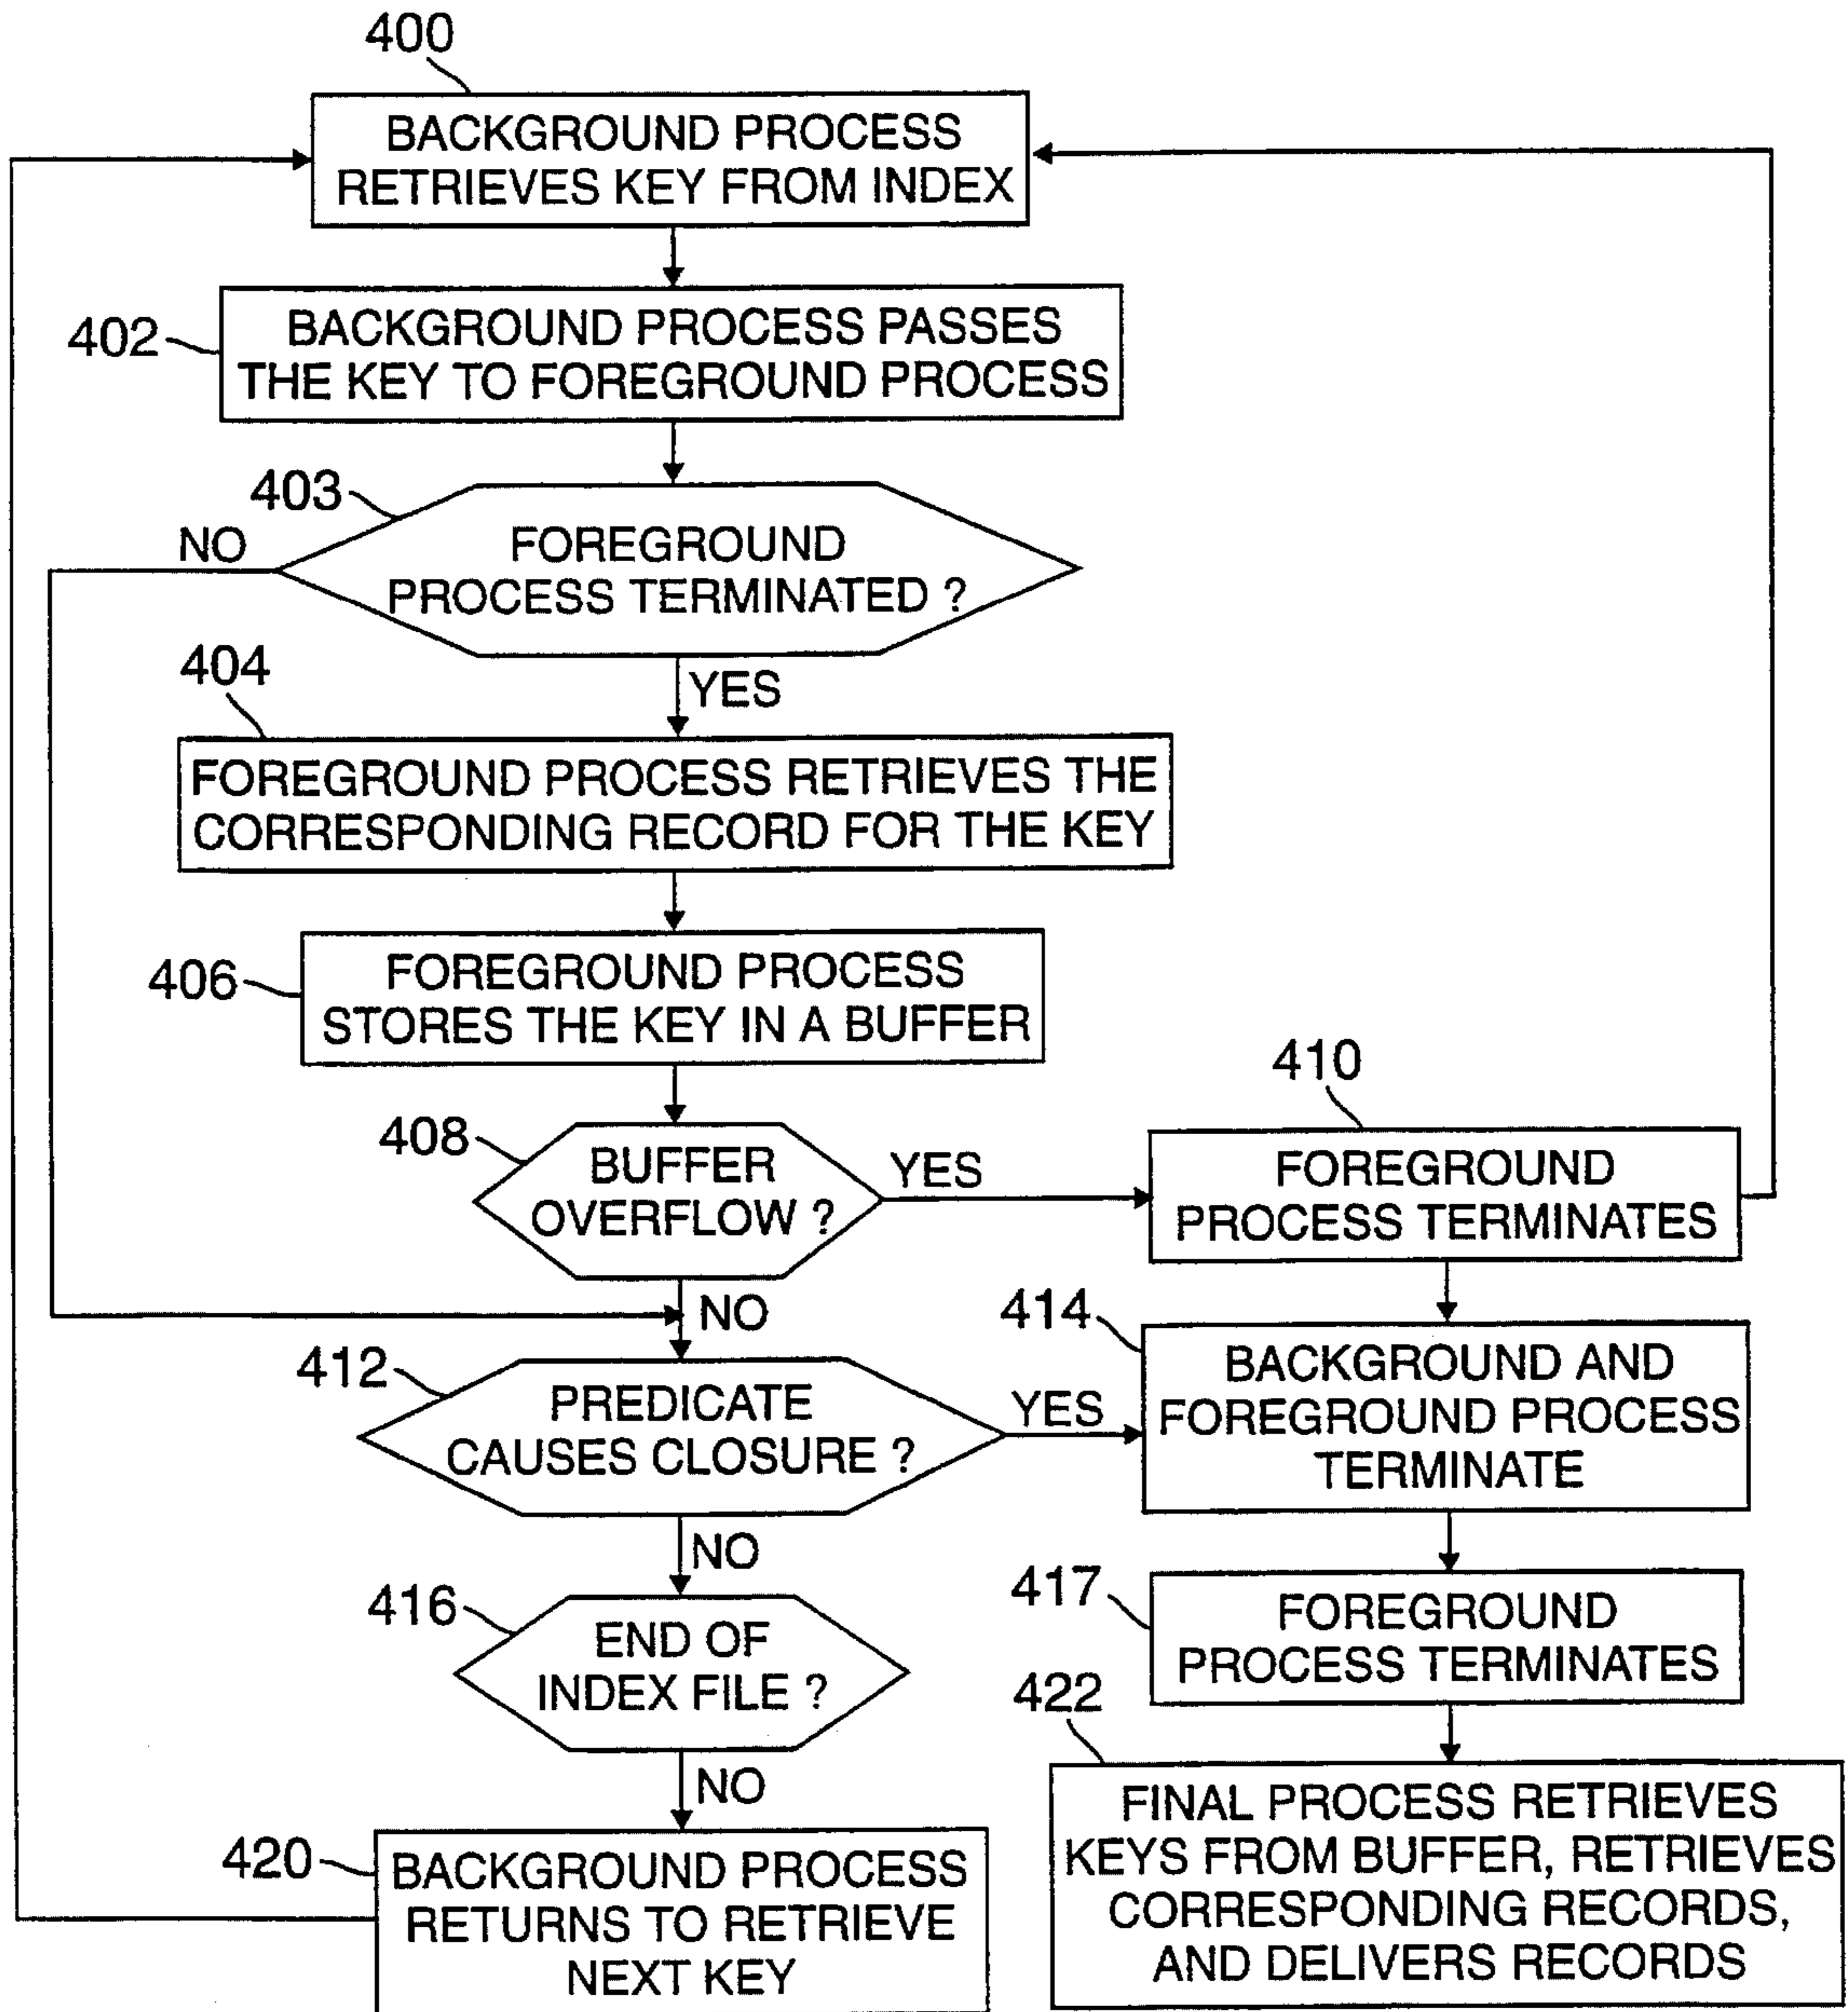 400
BACKGROUND PROCESS
RETRIEVES KEY FROM INDEX
402
BACKGROUND PROCESS PASSES
THE KEY TO FOREGROUND PROCESS
403
NO
FOREGROUND
PROCESS TERMINATED ?
YES
404
FOREGROUND PROCESS RETRIEVES THE
CORRESPONDING RECORD FOR THE KEY
406
FOREGROUND PROCESS
STORES THE KEY IN A BUFFER
408
BUFFER
OVERFLOW ?
YES
410
FOREGROUND
PROCESS TERMINATES
NO
412
PREDICATE
CAUSES CLOSURE ?
YES
414
BACKGROUND AND
FOREGROUND PROCESS
TERMINATE
NO
416
END OF
INDEX FILE ?
417
FOREGROUND
PROCESS TERMINATES
NO
420
BACKGROUND PROCESS
RETURNS TO RETRIEVE
NEXT KEY
422
FINAL PROCESS RETRIEVES
KEYS FROM BUFFER, RETRIEVES
CORRESPONDING RECORDS,
AND DELIVERS RECORDS